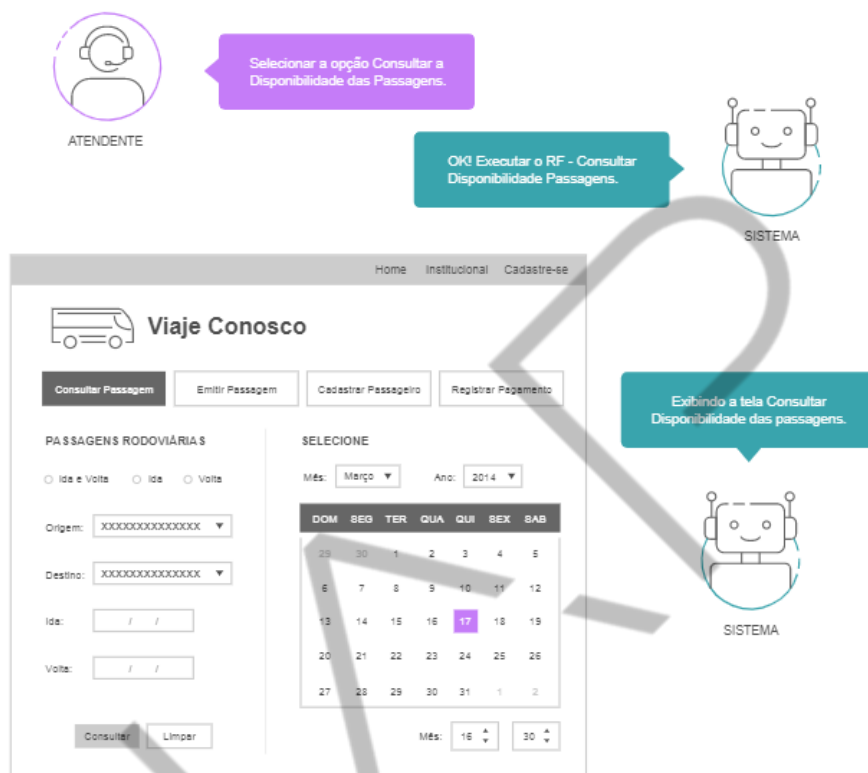 Selecionar a opção Consultar a
Disponibilidade das Passagens.
ATENDENTE
OK! Executar o RF - Consultar
Disponibilidade Passagens.
SISTEMA
Home Institucional Cadastre-se
Viaje Conosco
Consultar Passagem Emitir Passagem Cadastrar Passageiro Registrar Pagamento
Exibindo a tela Consultar
Disponibilidade das passagens.
SISTEMA
PASSAGENS RODOVIÁRIAS
Ida e Volta Ida Volta
Origem: XXXXXXXXXXXXXX
Destino: XXXXXXXXXXXXXX
Ida: / /
Volta: / /
Consultar Limpar
SELECIONE
Mês: Março Ano: 2014
DOM SEG TER QUA QUI SEX SAB
29 30 1 2 3 4 5
6 7 8 9 10 11 12
13 14 15 16 17 18 19
20 21 22 23 24 25 26
27 28 29 30 31 1 2
Mês: 16 30